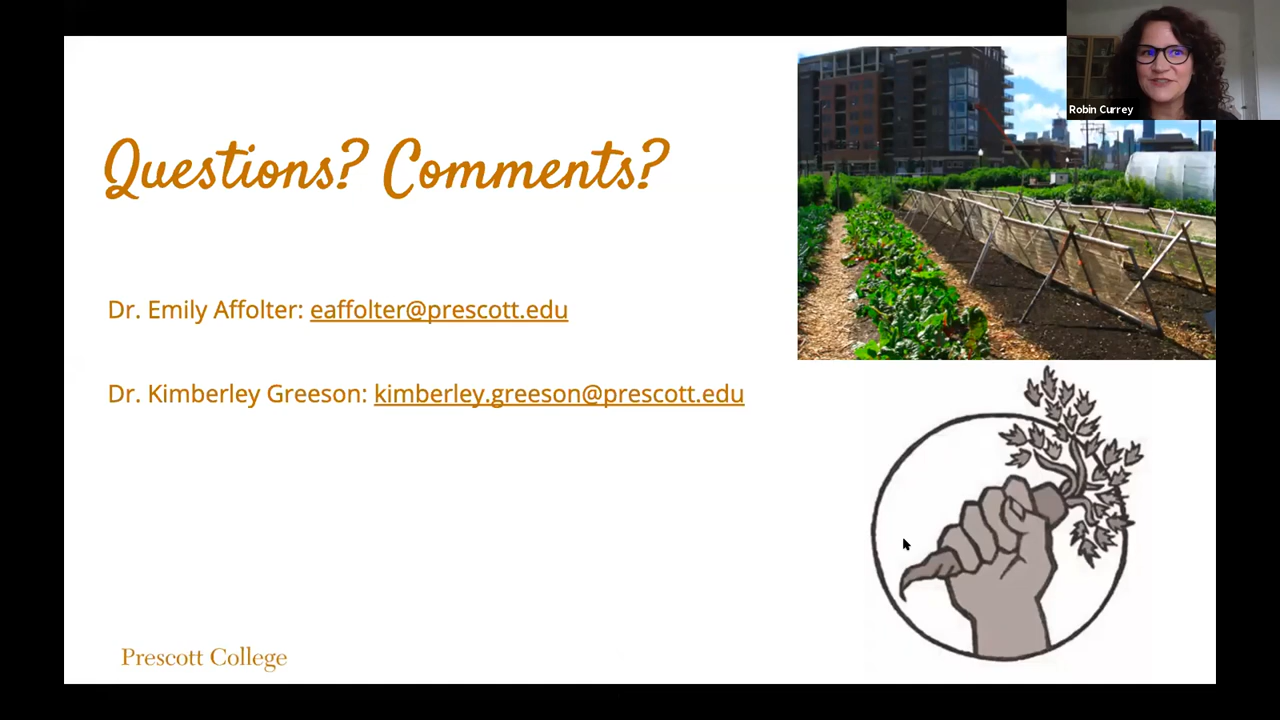 Robin Currey
Questions? Comments?
Dr. Emily Affolter: eaffolter@prescott.edu
Dr. Kimberley Greeson: kimberley.greeson@prescott.edu
Prescott College